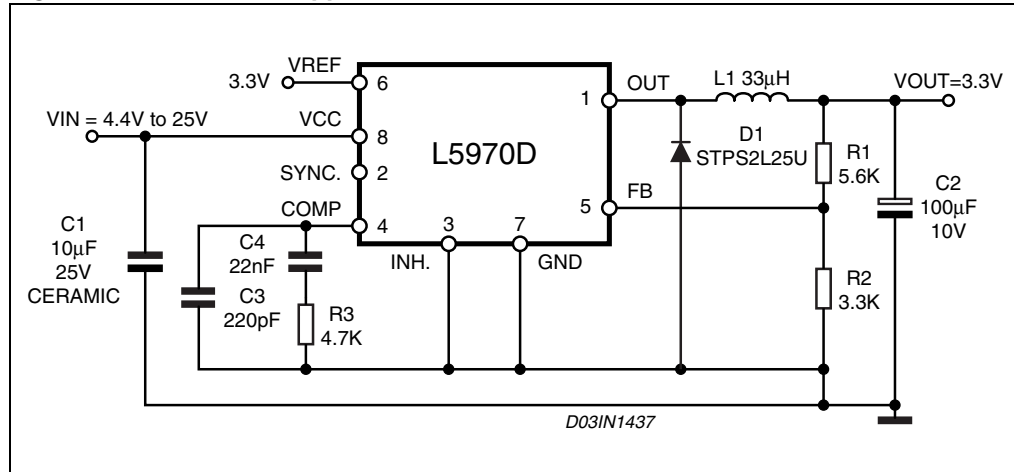 VREF
3.3V
6
VIN = 4.4V to 25V
VCC
8
SYNC.
2
COMP
4
L5970D
3
INH.
7
GND
1
OUT
5
FB
L1 33μH
VOUT=3.3V
D1
STPS2L25U
R1
5.6K
C2
100μF
10V
R2
3.3K
C1
10μF
25V
CERAMIC
C4
22nF
C3
220pF
R3
4.7K
D03IN1437